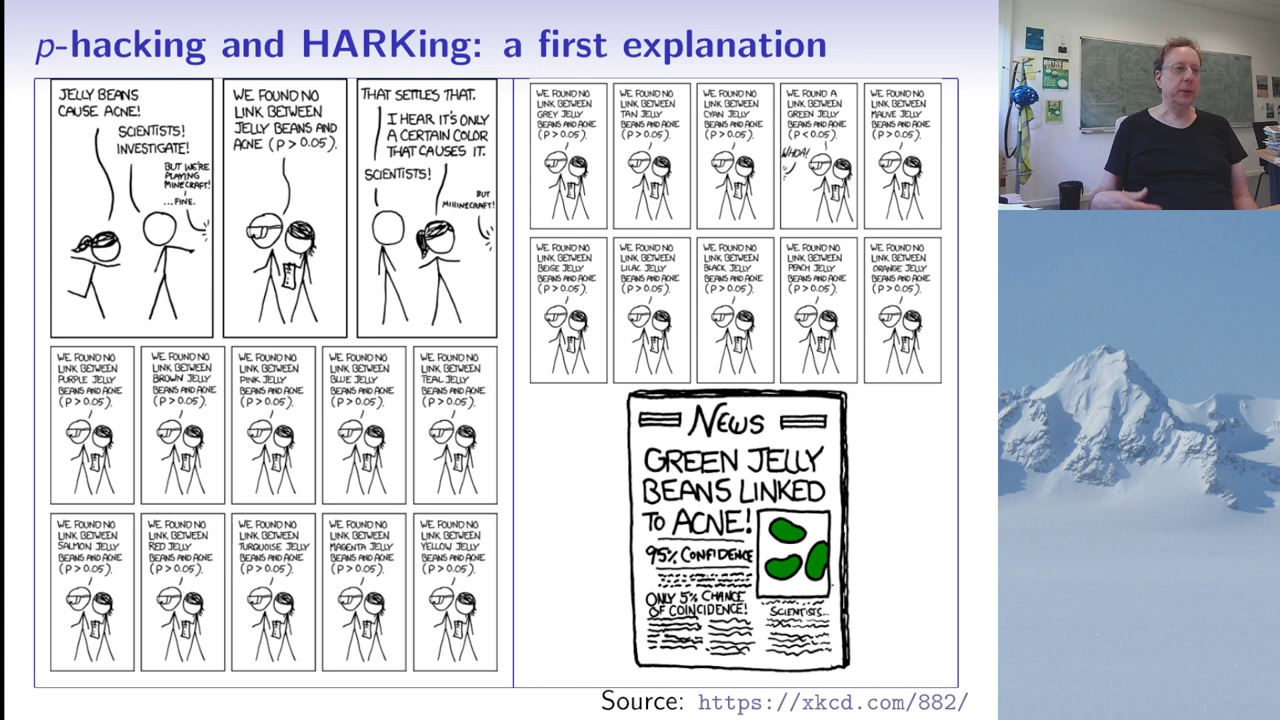 p-hacking and HARKing: a first explanation
JELLY BEANS
CAUSE ACNE!
SCIENTISTS!
INVESTIGATE!
BUT WE'RE
PLAYING
MINECRAFT!
...FINE.
WE FOUND NO
LINK BETWEEN
JELLY BEANS AND
ACNE (P > 0.05).
THAT SETTLES THAT.
I HEAR IT'S ONLY
A CERTAIN COLOR
THAT CAUSES IT.
SCIENTISTS!
BUT
MIIINECRAFT!
WE FOUND NO
LINK BETWEEN
PURPLE JELLY
BEANS AND ACNE
(P > 0.05).
WE FOUND NO
LINK BETWEEN
BROWN JELLY
BEANS AND ACNE
(P > 0.05).
WE FOUND NO
LINK BETWEEN
PINK JELLY
BEANS AND ACNE
(P > 0.05).
WE FOUND NO
LINK BETWEEN
BLUE JELLY
BEANS AND ACNE
(P > 0.05).
WE FOUND NO
LINK BETWEEN
TEAL JELLY
BEANS AND ACNE
(P > 0.05).
WE FOUND NO
LINK BETWEEN
SALMON JELLY
BEANS AND ACNE
(P > 0.05).
WE FOUND NO
LINK BETWEEN
RED JELLY
BEANS AND ACNE
(P > 0.05).
WE FOUND NO
LINK BETWEEN
TURQUOISE JELLY
BEANS AND ACNE
(P > 0.05).
WE FOUND NO
LINK BETWEEN
MAGENTA JELLY
BEANS AND ACNE
(P > 0.05).
WE FOUND NO
LINK BETWEEN
YELLOW JELLY
BEANS AND ACNE
(P > 0.05).
WE FOUND NO
LINK BETWEEN
GREY JELLY
BEANS AND ACNE
(P > 0.05).
WE FOUND NO
LINK BETWEEN
TAN JELLY
BEANS AND ACNE
(P > 0.05).
WE FOUND NO
LINK BETWEEN
CYAN JELLY
BEANS AND ACNE
(P > 0.05).
WE FOUND A
LINK BETWEEN
GREEN JELLY
BEANS AND ACNE
(P < 0.05).
WHOA!
WE FOUND NO
LINK BETWEEN
MAUVE JELLY
BEANS AND ACNE
(P > 0.05).
WE FOUND NO
LINK BETWEEN
BEIGE JELLY
BEANS AND ACNE
(P > 0.05).
WE FOUND NO
LINK BETWEEN
LILAC JELLY
BEANS AND ACNE
(P > 0.05).
WE FOUND NO
LINK BETWEEN
BLACK JELLY
BEANS AND ACNE
(P > 0.05).
WE FOUND NO
LINK BETWEEN
PEACH JELLY
BEANS AND ACNE
(P > 0.05).
WE FOUND NO
LINK BETWEEN
ORANGE JELLY
BEANS AND ACNE
(P > 0.05).
NEWS
GREEN JELLY
BEANS LINKED
TO ACNE!
95% CONFIDENCE
ONLY 5% CHANCE
OF COINCIDENCE!
SCIENTISTS...
Source: https://xkcd.com/882/